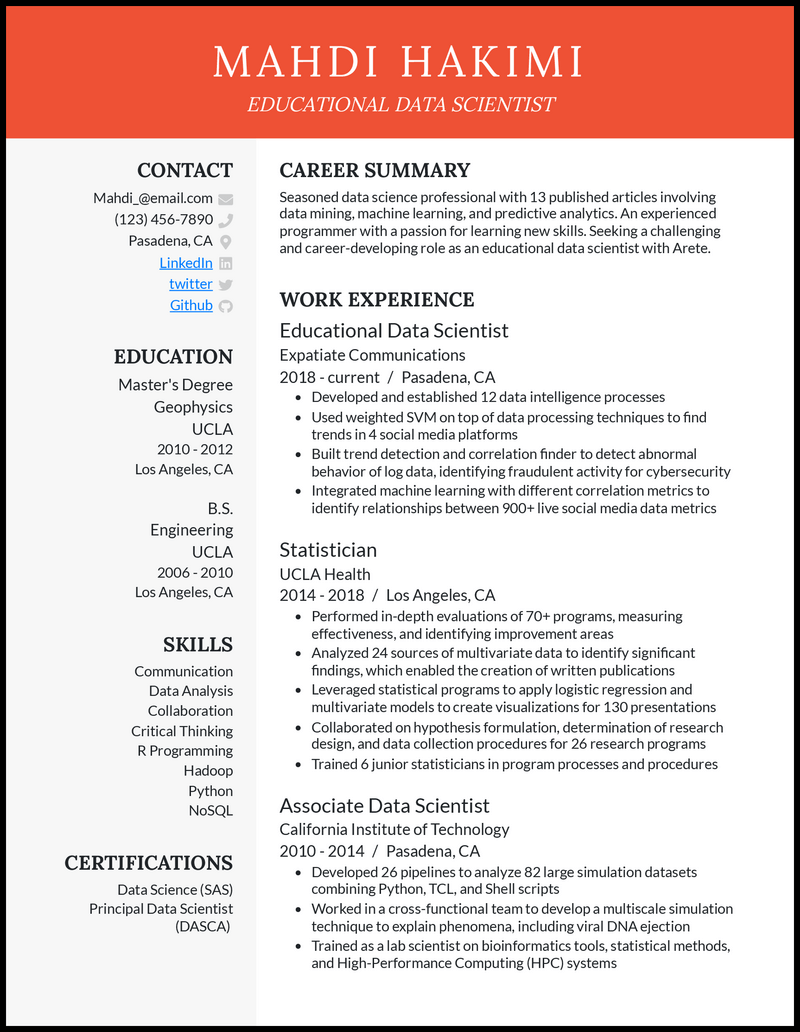 MAHDI HAKIMI
EDUCATIONAL DATA SCIENTIST
CONTACT
Mahdi_@email.com
(123) 456-7890
Pasadena, CA
LinkedIn
twitter
Github
EDUCATION
Master's Degree
Geophysics
UCLA
2010 - 2012
Los Angeles, CA
B.S.
Engineering
UCLA
2006 - 2010
Los Angeles, CA
SKILLS
Communication
Data Analysis
Collaboration
Critical Thinking
R Programming
Hadoop
Python
NoSQL
CERTIFICATIONS
Data Science (SAS)
Principal Data Scientist
(DASCA)
CAREER SUMMARY
Seasoned data science professional with 13 published articles involving
data mining, machine learning, and predictive analytics. An experienced
programmer with a passion for learning new skills. Seeking a challenging
and career-developing role as an educational data scientist with Arete.
WORK EXPERIENCE
Educational Data Scientist
Expatiate Communications
2018 - current / Pasadena, CA
• Developed and established 12 data intelligence processes
• Used weighted SVM on top of data processing techniques to find
trends in 4 social media platforms
• Built trend detection and correlation finder to detect abnormal
behavior of log data, identifying fraudulent activity for cybersecurity
• Integrated machine learning with different correlation metrics to
identify relationships between 900+ live social media data metrics
Statistician
UCLA Health
2014 - 2018 / Los Angeles, CA
• Performed in-depth evaluations of 70+ programs, measuring
effectiveness, and identifying improvement areas
• Analyzed 24 sources of multivariate data to identify significant
findings, which enabled the creation of written publications
• Leveraged statistical programs to apply logistic regression and
multivariate models to create visualizations for 130 presentations
• Collaborated on hypothesis formulation, determination of research
design, and data collection procedures for 26 research programs
• Trained 6 junior statisticians in program processes and procedures
Associate Data Scientist
California Institute of Technology
2010 - 2014 / Pasadena, CA
• Developed 26 pipelines to analyze 82 large simulation datasets
combining Python, TCL, and Shell scripts
• Worked in a cross-functional team to develop a multiscale simulation
technique to explain phenomena, including viral DNA ejection
• Trained as a lab scientist on bioinformatics tools, statistical methods,
and High-Performance Computing (HPC) systems